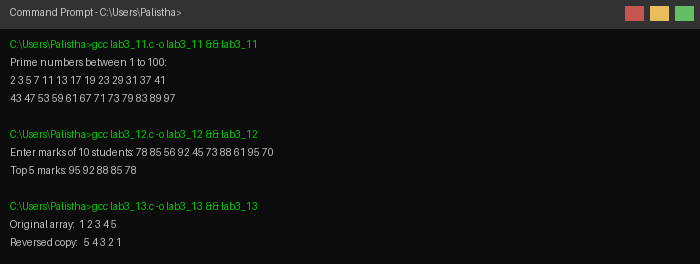 Command Prompt - C:\Users\Palistha>
C:\Users\Palistha>gcc lab3_11.c -o lab3_11 && lab3_11
Prime numbers between 1 to 100:
2 3 5 7 11 13 17 19 23 29 31 37 41
43 47 53 59 61 67 71 73 79 83 89 97
C:\Users\Palistha>gcc lab3_12.c -o lab3_12 && lab3_12
Enter marks of 10 students: 78 85 56 92 45 73 88 61 95 70
Top 5 marks: 95 92 88 85 78
C:\Users\Palistha>gcc lab3_13.c -o lab3_13 && lab3_13
Original array: 1 2 3 4 5
Reversed copy: 5 4 3 2 1